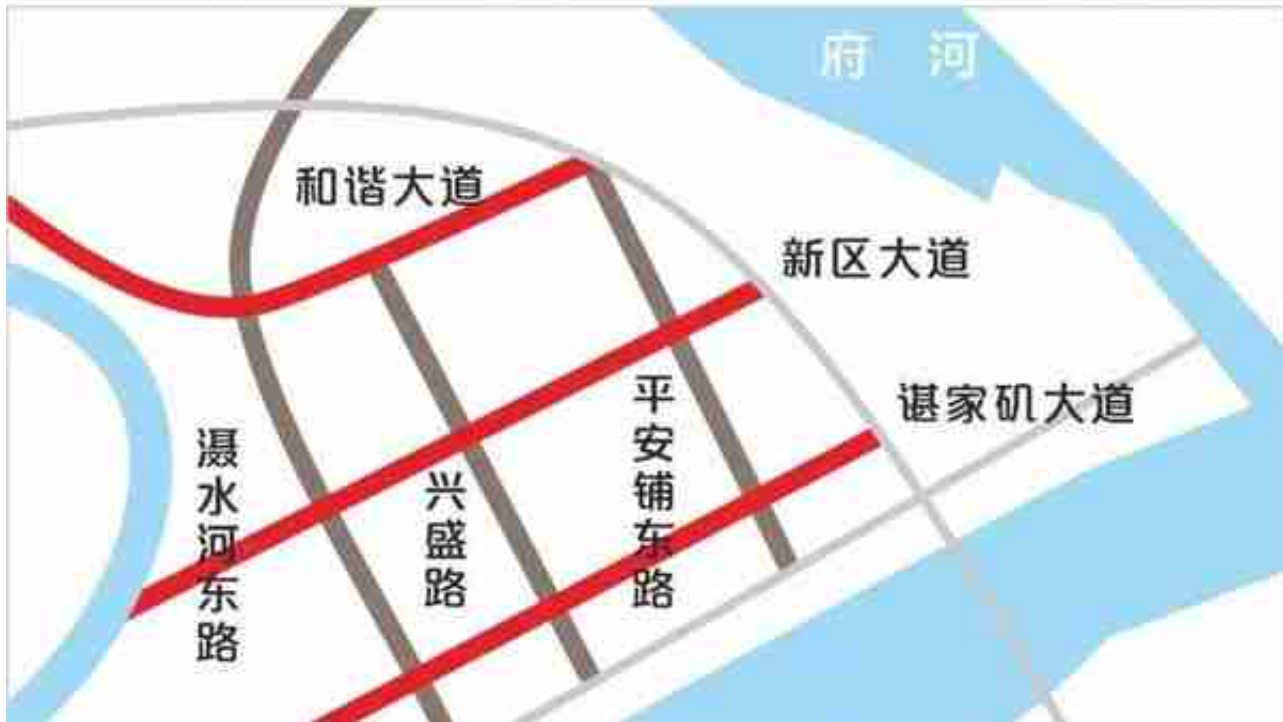 府 河
和谐大道
新区大道
谌家矶大道
滠水河东路
兴盛路
平安铺东路